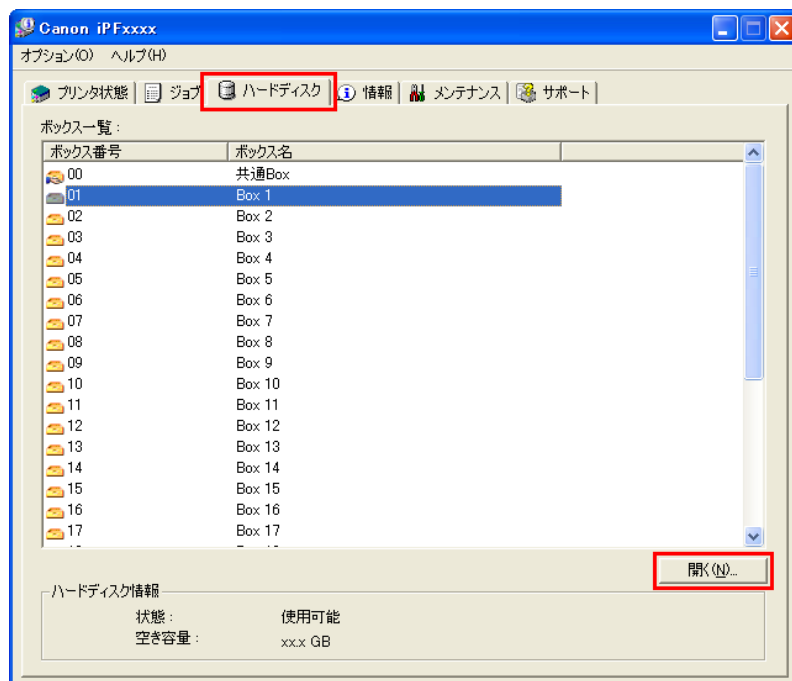 Canon iPFxxxx
オプション(O) ヘルプ(H)
プリンタ状態 ジョブ ハードディスク 情報 メンテナンス サポート
ボックス一覧：
ボックス番号 ボックス名
00 共通Box
01 Box 1
02 Box 2
03 Box 3
04 Box 4
05 Box 5
06 Box 6
07 Box 7
08 Box 8
09 Box 9
10 Box 10
11 Box 11
12 Box 12
13 Box 13
14 Box 14
15 Box 15
16 Box 16
17 Box 17
開く(N)...
ハードディスク情報
状態： 使用可能
空き容量： xx.x GB